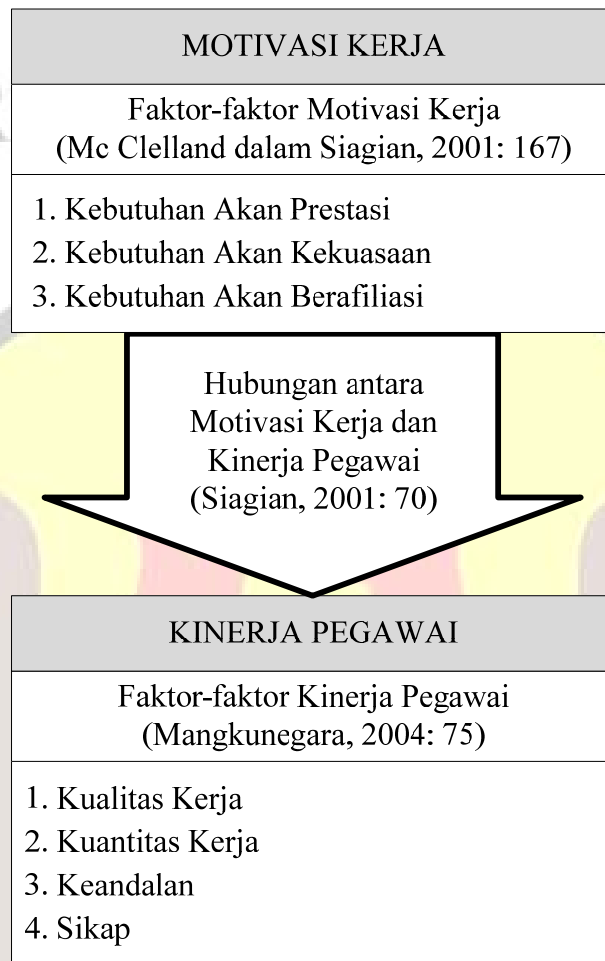 MOTIVASI KERJA
Faktor-faktor Motivasi Kerja
(Mc Clelland dalam Siagian, 2001: 167)
1. Kebutuhan Akan Prestasi
2. Kebutuhan Akan Kekuasaan
3. Kebutuhan Akan Berafiliasi
Hubungan antara
Motivasi Kerja dan
Kinerja Pegawai
(Siagian, 2001: 70)
KINERJA PEGAWAI
Faktor-faktor Kinerja Pegawai
(Mangkunegara, 2004: 75)
1. Kualitas Kerja
2. Kuantitas Kerja
3. Keandalan
4. Sikap